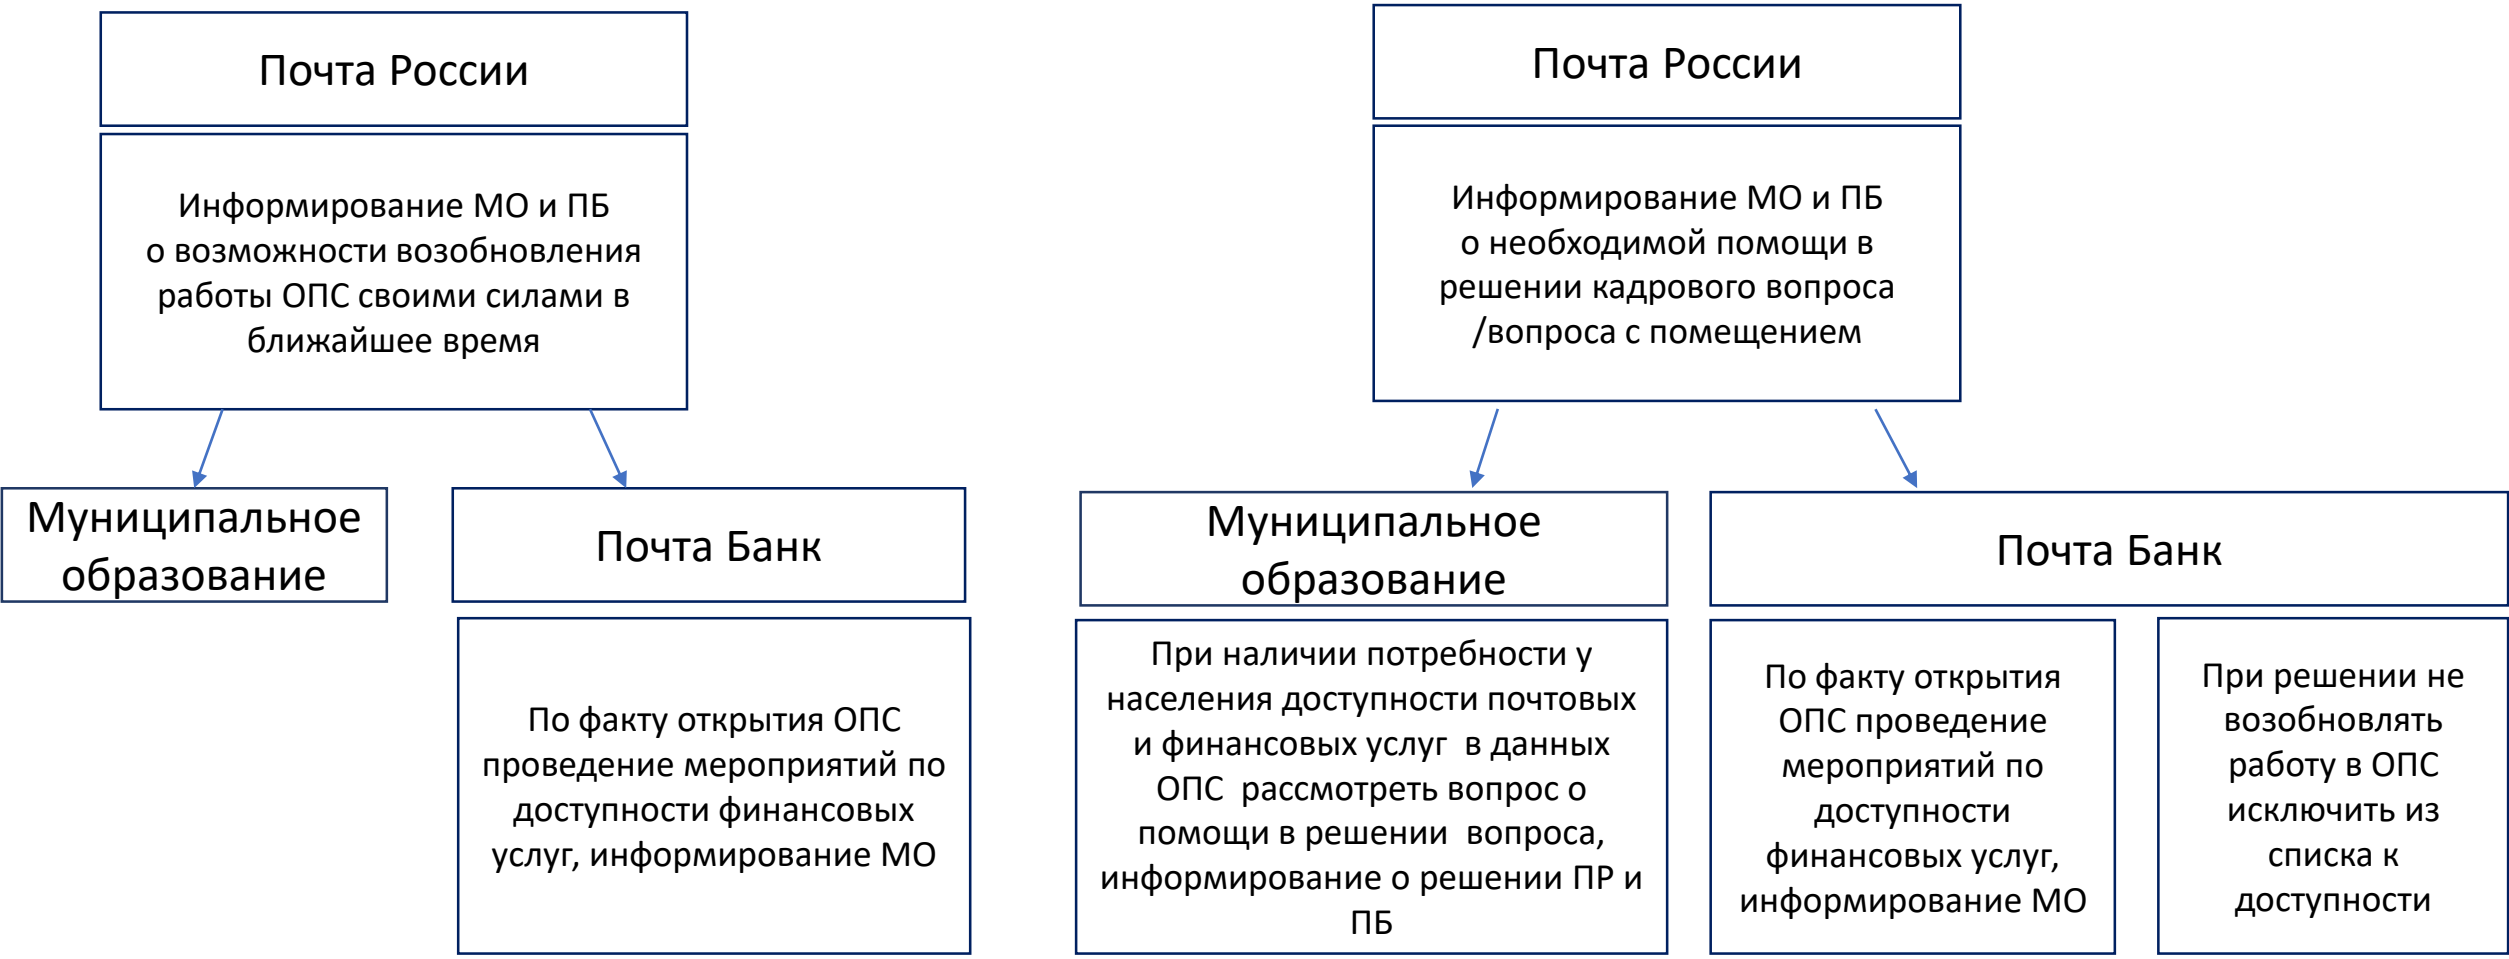 Почта России
Информирование МО и ПБ
о возможности возобновления
работы ОПС своими силами в
ближайшее время
Муниципальное
образование
Почта Банк
По факту открытия ОПС
проведение мероприятий по
доступности финансовых
услуг, информирование МО
Почта России
Информирование МО и ПБ
о необходимой помощи в
решении кадрового вопроса
/вопроса с помещением
Муниципальное
образование
При наличии потребности у
населения доступности почтовых
и финансовых услуг в данных
ОПС рассмотреть вопрос о
помощи в решении вопроса,
информирование о решении ПР и
ПБ
Почта Банк
По факту открытия
ОПС проведение
мероприятий по
доступности
финансовых услуг,
информирование МО
При решении не
возобновлять
работу в ОПС
исключить из
списка к
доступности